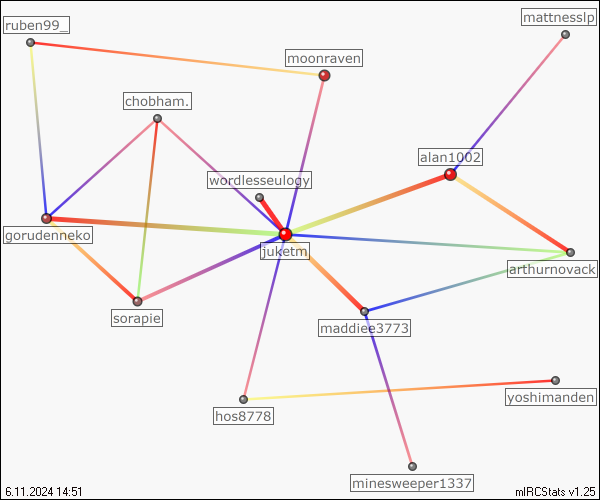 ruben99_
mattnesslp
moonraven
chobham.
alan1002
wordlesseulogy
gorudenneko
juketm
arthurnovack
sorapie
maddiee3773
hos8778
yoshimanden
minesweeper1337
6.11.2024 14:51
mIRCStats v1.25